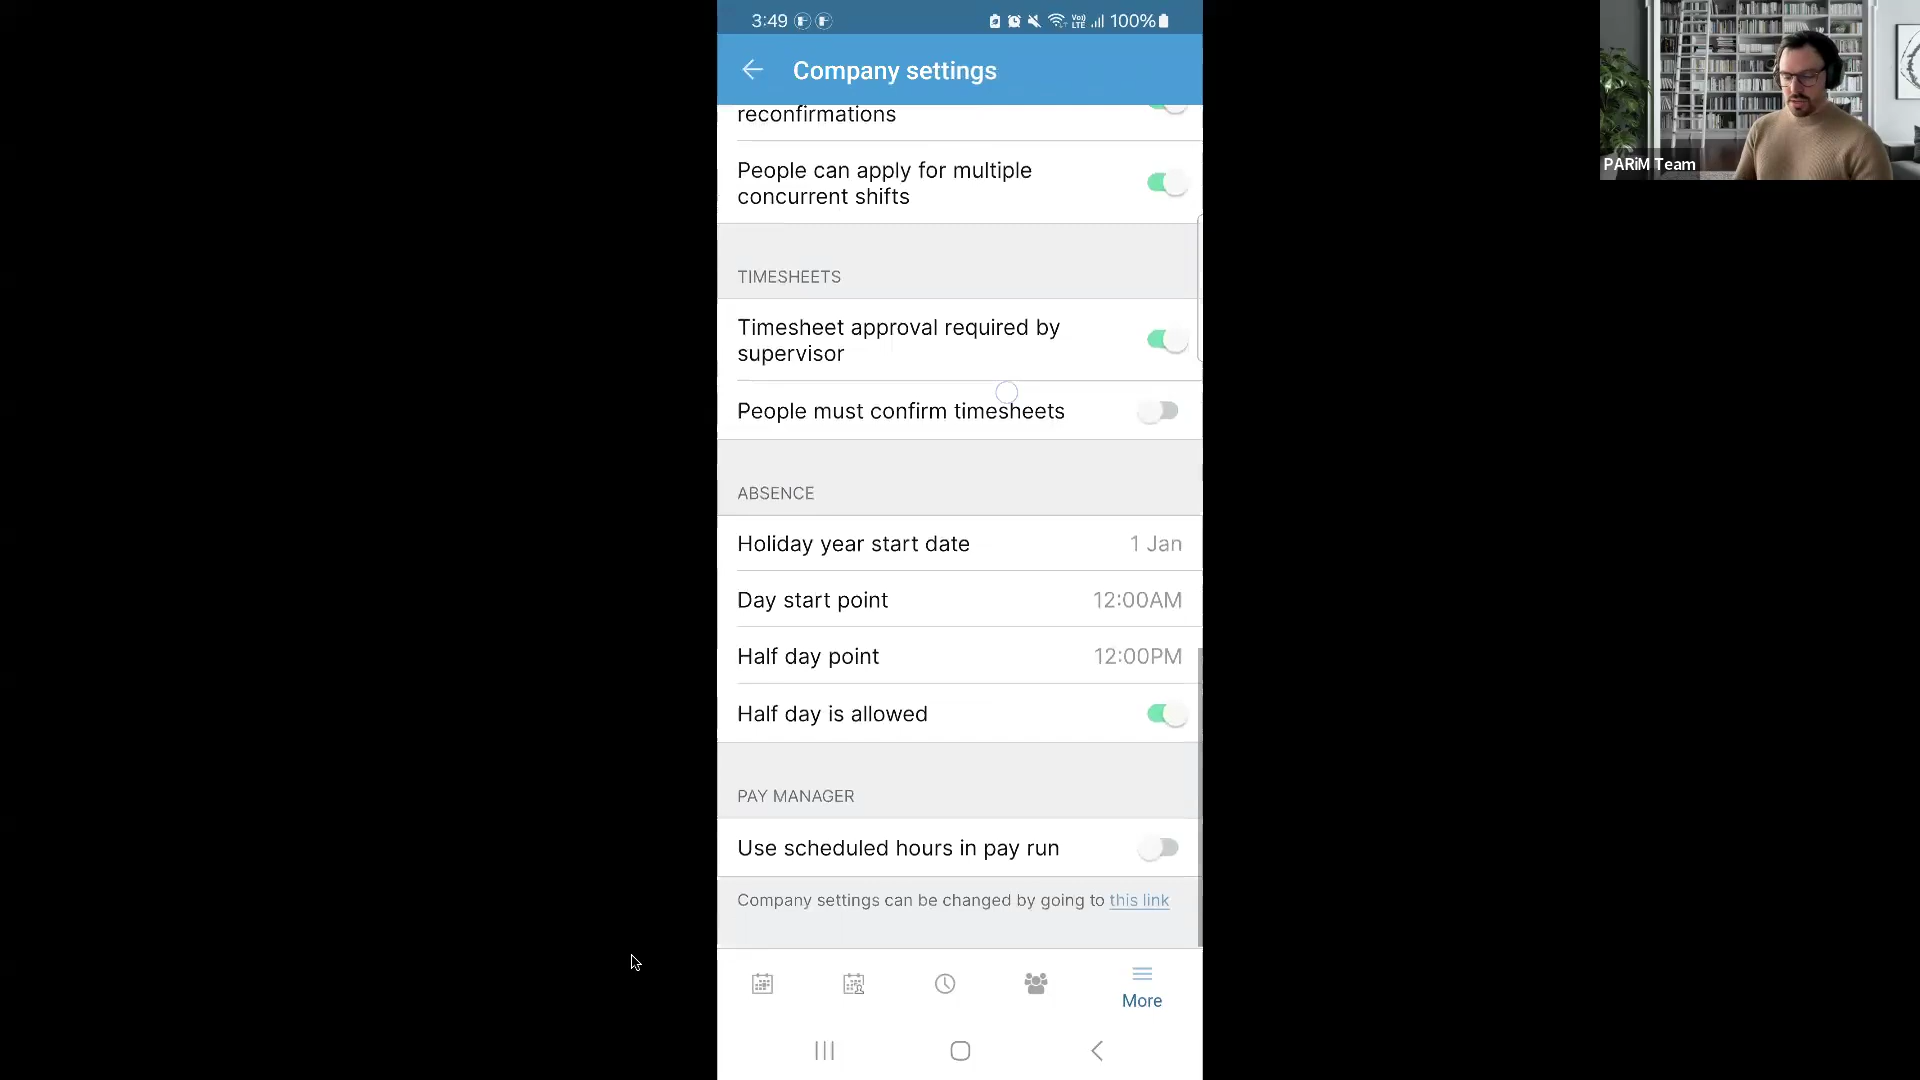 3:49
Vo)
LTE
100%
Company settings
reconfirmations
People can apply for multiple
concurrent shifts
TIMESHEETS
Timesheet approval required by
supervisor
People must confirm timesheets
ABSENCE
Holiday year start date
1 Jan
Day start point
12:00AM
Half day point
12:00PM
Half day is allowed
PAY MANAGER
Use scheduled hours in pay run
Company settings can be changed by going to this link
More
PARiM Team